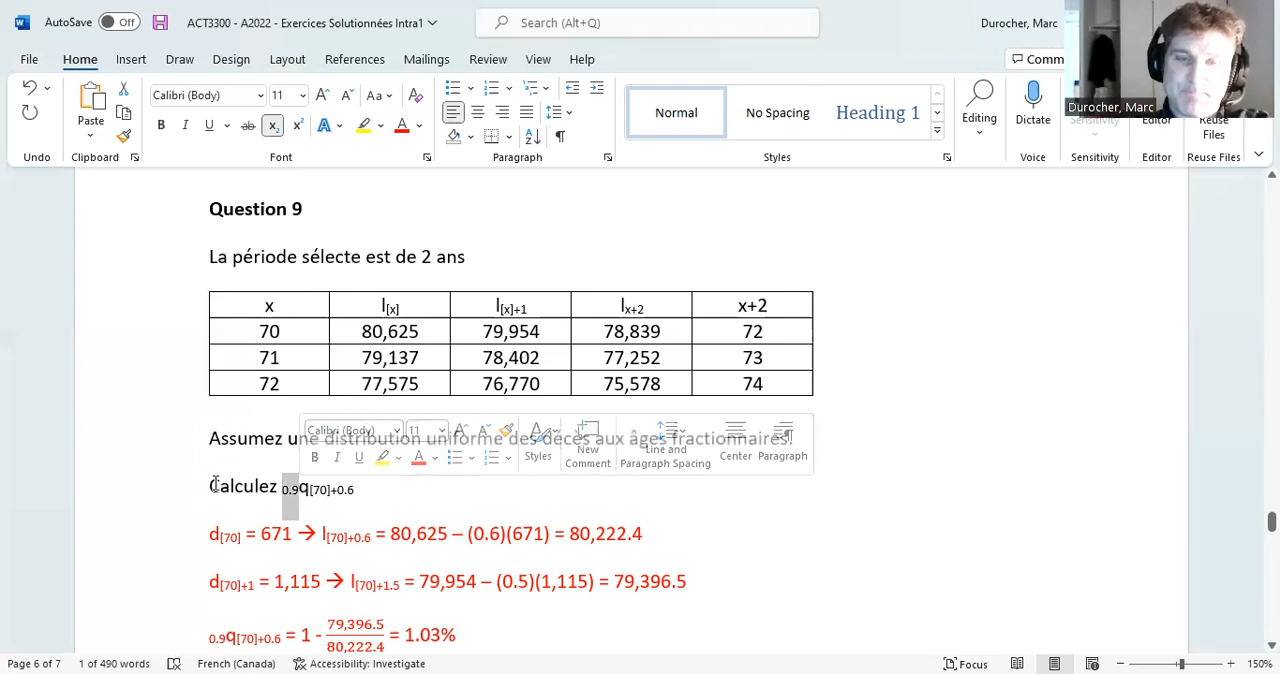 AutoSave Off ACT3300 - A2022 - Exercices Solutionnées Intra1 Search (Alt+Q) Durocher, Marc
File Home Insert Draw Design Layout References Mailings Review View Help Comm
Durocher, Marc
Paste Calibri (Body) 11 Normal No Spacing Heading 1 Editing Dictate Sensitivity Editor Reuse Files
Undo Clipboard Font Paragraph Styles Voice Sensitivity Editor Reuse Files
Question 9
La période sélecte est de 2 ans
x l[x] l[x]+1 lx+2 x+2
70 80,625 79,954 78,839 72
71 79,137 78,402 77,252 73
72 77,575 76,770 75,578 74
Calibri (Body) 11
Assumez une distribution uniforme des décès aux âges fractionnaires.
Styles New Comment Line and Paragraph Spacing Center Paragraph
Calculez 0.9q[70]+0.6
d[70] = 671 → l[70]+0.6 = 80,625 – (0.6)(671) = 80,222.4
d[70]+1 = 1,115 → l[70]+1.5 = 79,954 – (0.5)(1,115) = 79,396.5
0.9q[70]+0.6 = 1 - 79,396.5 / 80,222.4 = 1.03%
Page 6 of 7 1 of 490 words French (Canada) Accessibility: Investigate Focus 150%